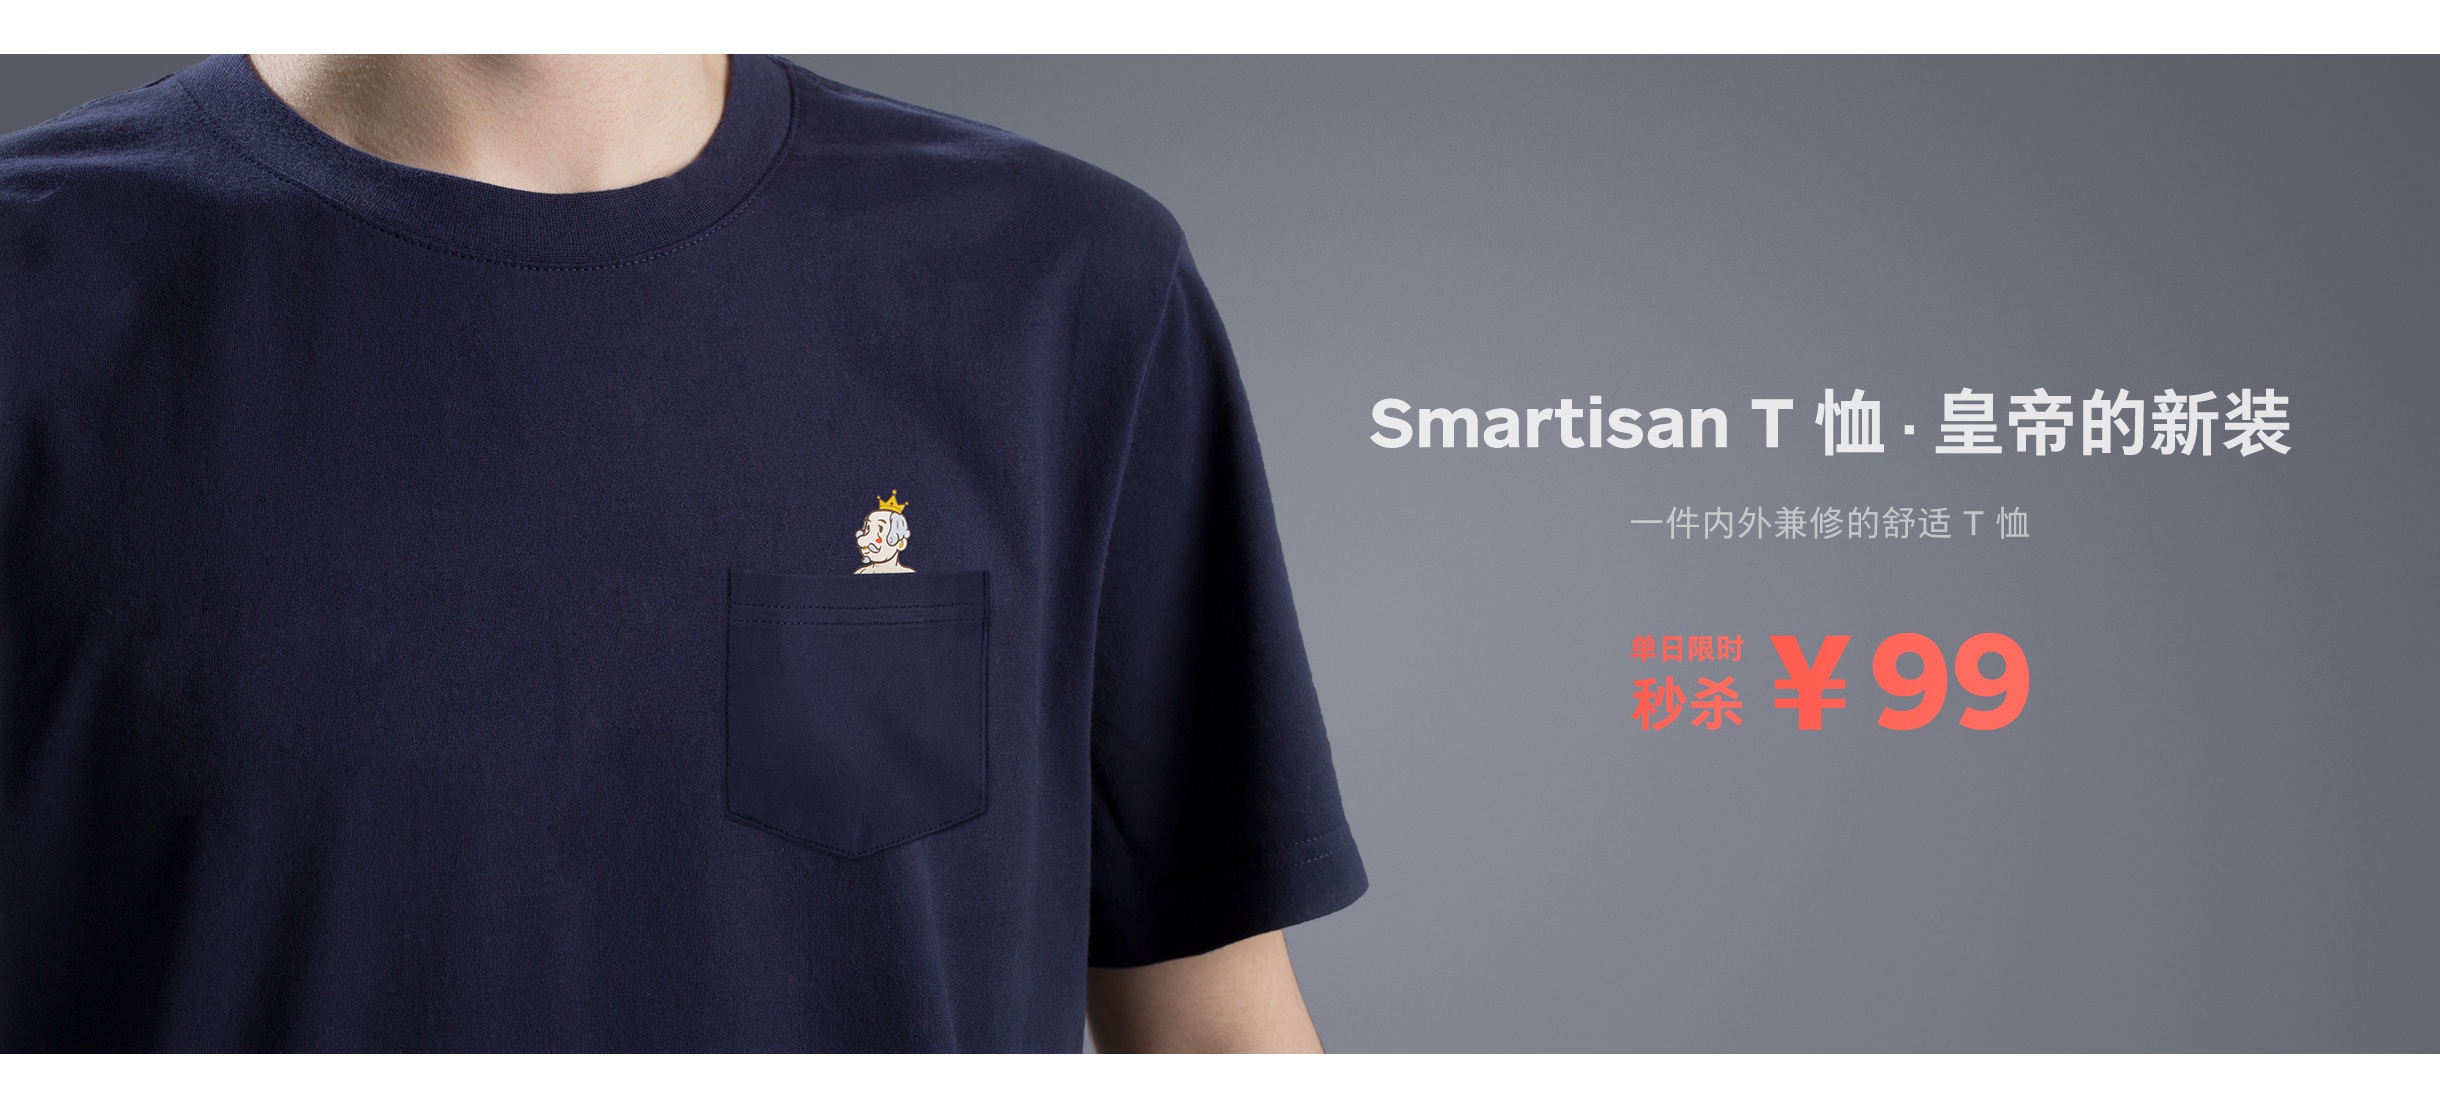 Smartisan T 恤 · 皇帝的新装
一件内外兼修的舒适 T 恤
单日限时
秒杀
¥99